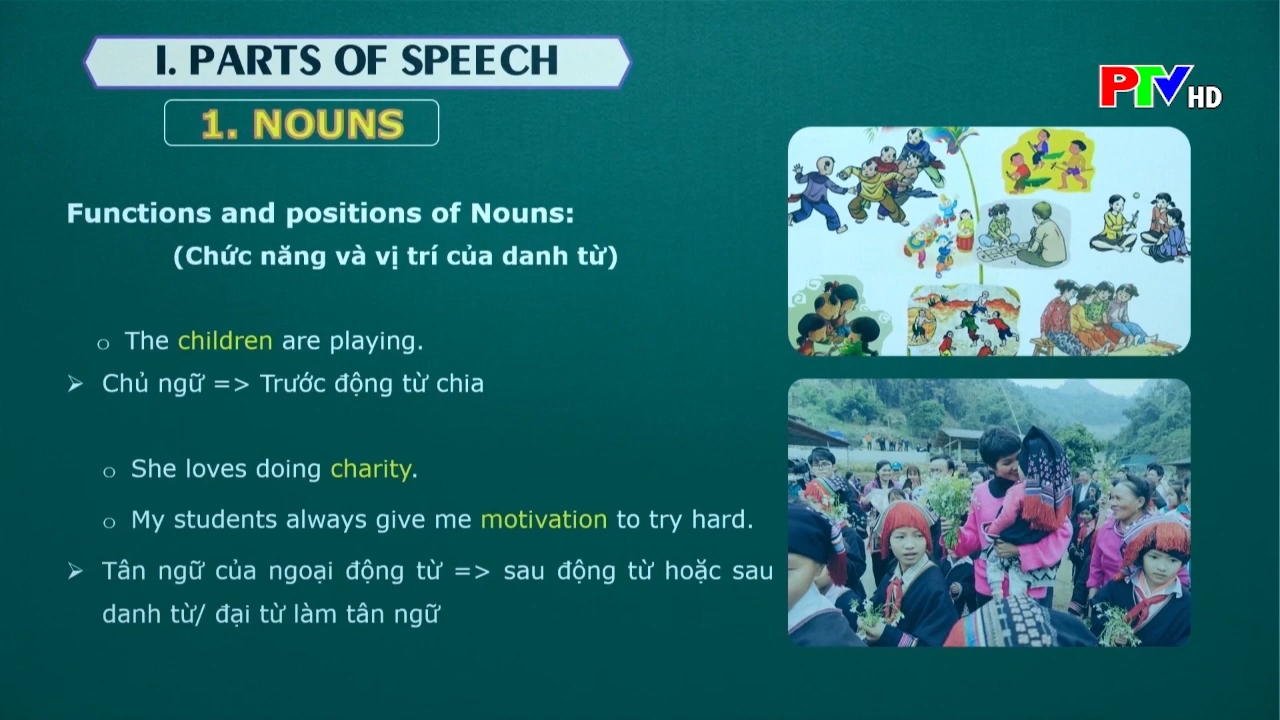 I. PARTS OF SPEECH
PTV HD
1. NOUNS
Functions and positions of Nouns:
(Chức năng và vị trí của danh từ)
o The children are playing.
➢ Chủ ngữ => Trước động từ chia
o She loves doing charity.
o My students always give me motivation to try hard.
➢ Tân ngữ của ngoại động từ => sau động từ hoặc sau
danh từ/ đại từ làm tân ngữ